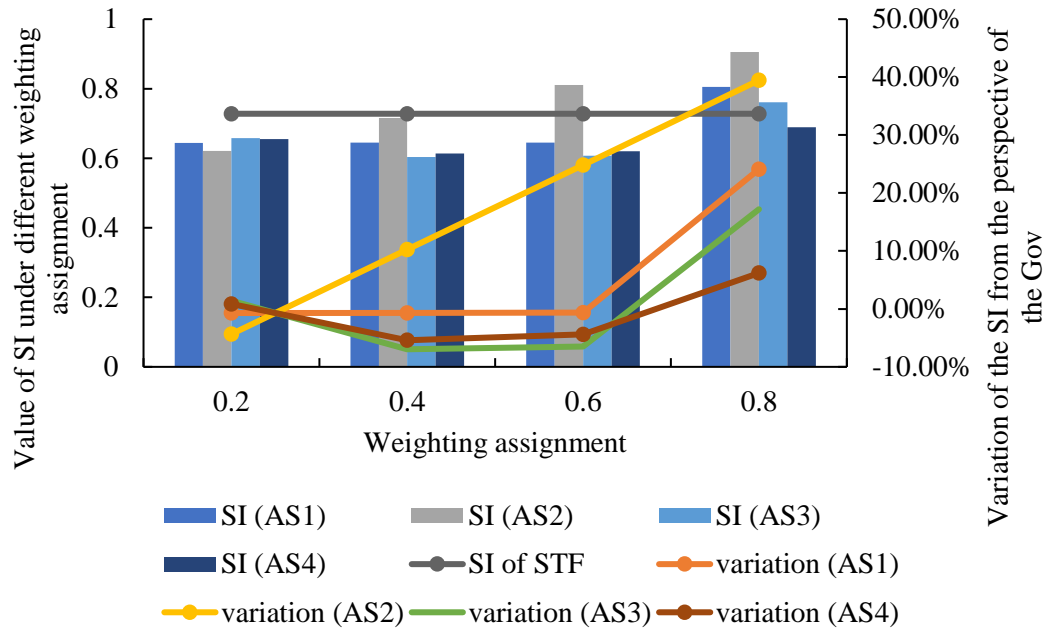 Value of SI under different weighting
assignment
1
0.8
0.6
0.4
0.2
0
50.00%
40.00%
30.00%
20.00%
10.00%
0.00%
-10.00%
Variation of the SI from the perspective of
the Gov
0.2 0.4 0.6 0.8
Weighting assignment
SI (AS1) SI (AS2) SI (AS3)
SI (AS4) SI of STF variation (AS1)
variation (AS2) variation (AS3) variation (AS4)